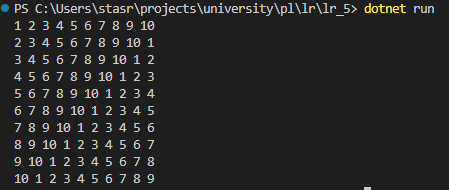 PS C:\Users\stasr\projects\university\pl\lr\lr_5> dotnet run
1 2 3 4 5 6 7 8 9 10
2 3 4 5 6 7 8 9 10 1
3 4 5 6 7 8 9 10 1 2
4 5 6 7 8 9 10 1 2 3
5 6 7 8 9 10 1 2 3 4
6 7 8 9 10 1 2 3 4 5
7 8 9 10 1 2 3 4 5 6
8 9 10 1 2 3 4 5 6 7
9 10 1 2 3 4 5 6 7 8
10 1 2 3 4 5 6 7 8 9